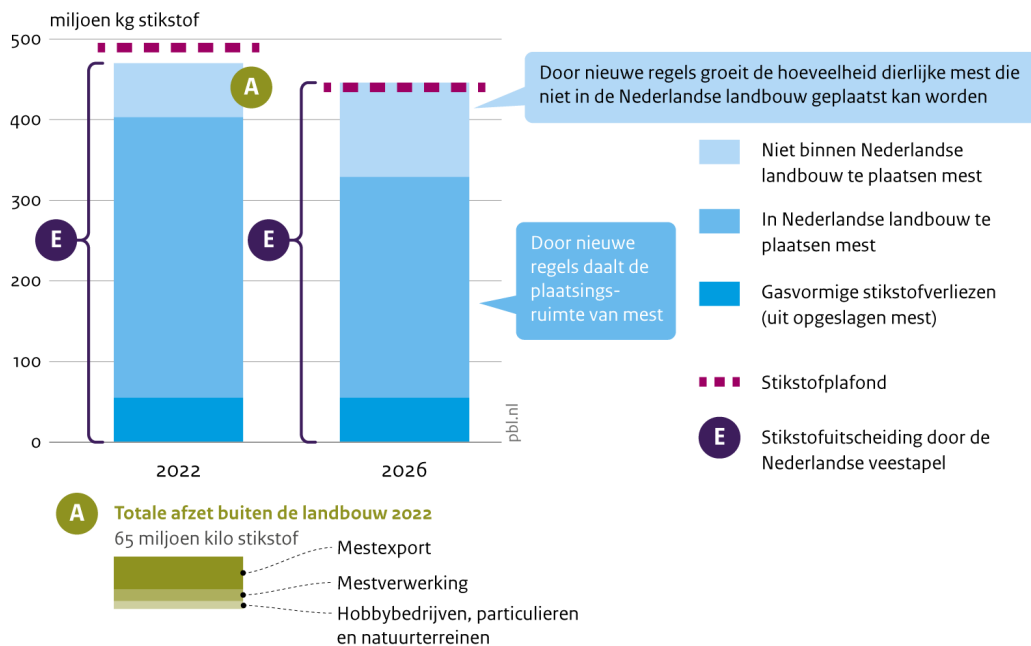 miljoen kg stikstof
500
400
300
200
100
0
A
E
E
2022
2026
Door nieuwe regels groeit de hoeveelheid dierlijke mest die
niet in de Nederlandse landbouw geplaatst kan worden
Door nieuwe
regels daalt de
plaatsings-
ruimte van mest
pbl.nl
Niet binnen Nederlandse
landbouw te plaatsen mest
In Nederlandse landbouw te
plaatsen mest
Gasvormige stikstofverliezen
(uit opgeslagen mest)
Stikstofplafond
E
Stikstofuitscheiding door de
Nederlandse veestapel
A
Totale afzet buiten de landbouw 2022
65 miljoen kilo stikstof
Mestexport
Mestverwerking
Hobbybedrijven, particulieren
en natuurterreinen